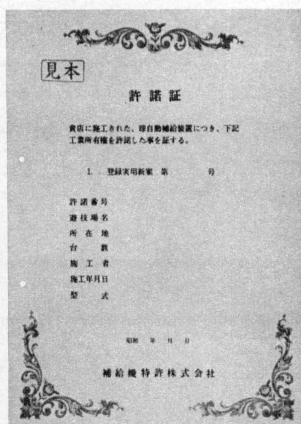 見本
許諾証
貴店に施工された、球自動補給装置につき、下記
工業所有権を許諾した事を証する。
1. 登録実用新案 第 号
許諾番号
遊技場名
所在地
台数
施工者
施工年月日
型式
昭和 年 月 日
補給機特許株式会社